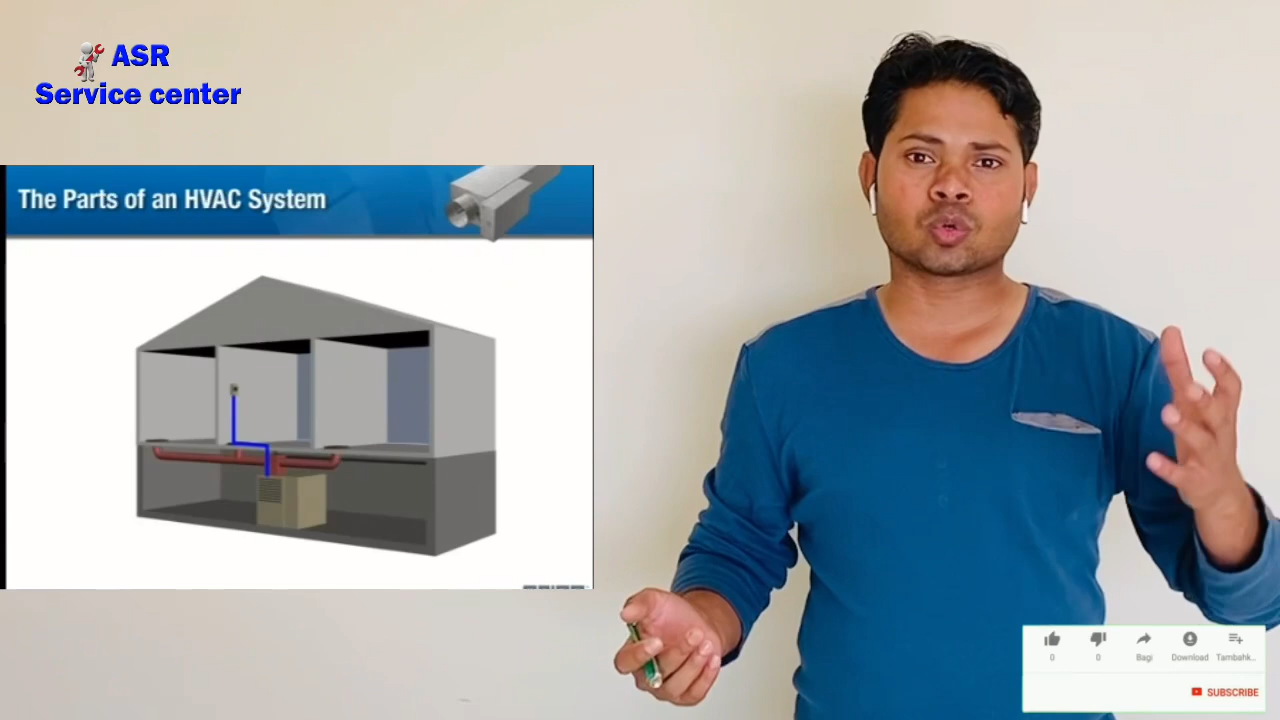 ASR
Service center
The Parts of an HVAC System
0
0
Bagi
Download
Tambahk...
SUBSCRIBE